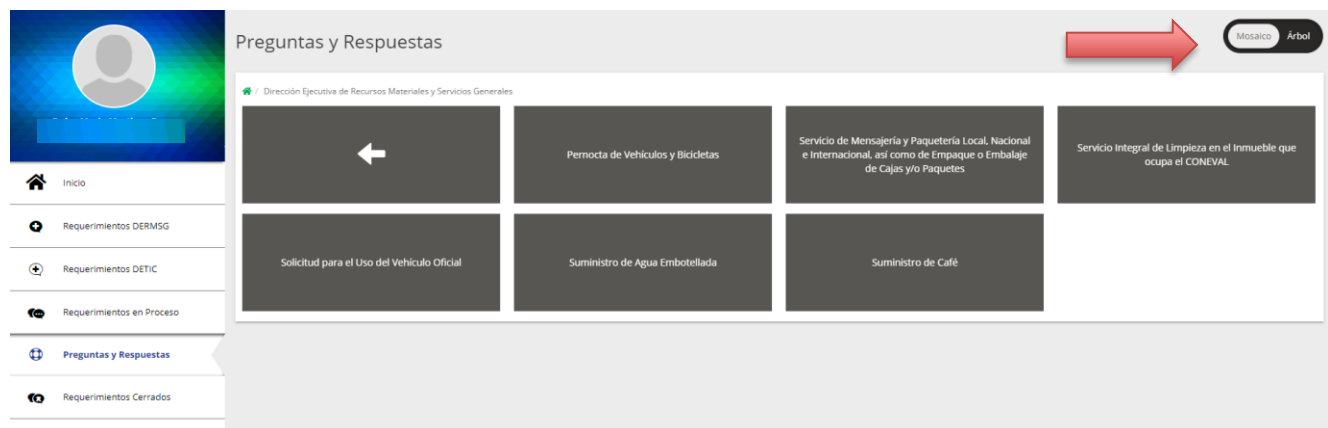 Preguntas y Respuestas
Mosaico
Árbol
/ Dirección Ejecutiva de Recursos Materiales y Servicios Generales
Pernocta de Vehículos y Bicicletas
Servicio de Mensajería y Paquetería Local, Nacional
e Internacional, así como de Empaque o Embalaje
de Cajas y/o Paquetes
Servicio Integral de Limpieza en el Inmueble que
ocupa el CONEVAL
Solicitud para el Uso del Vehículo Oficial
Suministro de Agua Embotellada
Suministro de Café
Inicio
Requerimientos DERMSG
Requerimientos DETIC
Requerimientos en Proceso
Preguntas y Respuestas
Requerimientos Cerrados